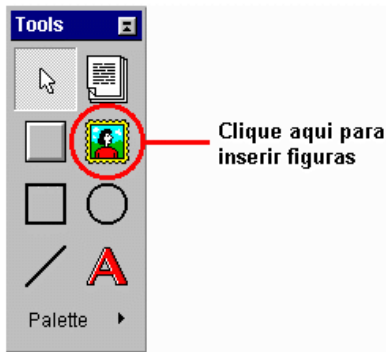 Tools
Clique aqui para
inserir figuras
A
Palette